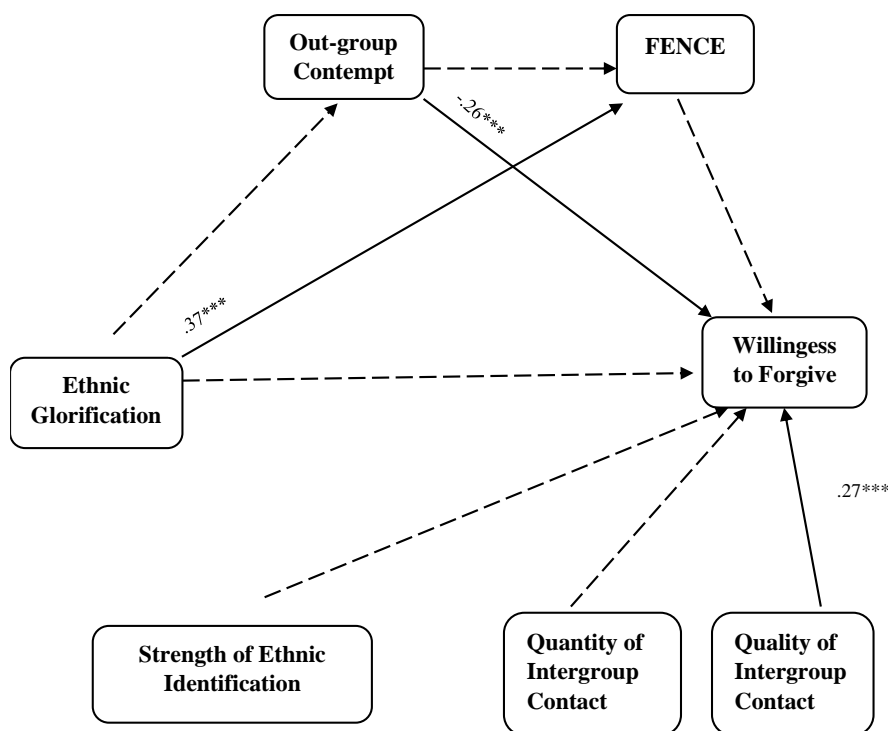 Out-group
Contempt
FENCE
-.26***
.37***
Willingess
to Forgive
Ethnic
Glorification
.27***
Strength of Ethnic
Identification
Quantity of
Intergroup
Contact
Quality of
Intergroup
Contact